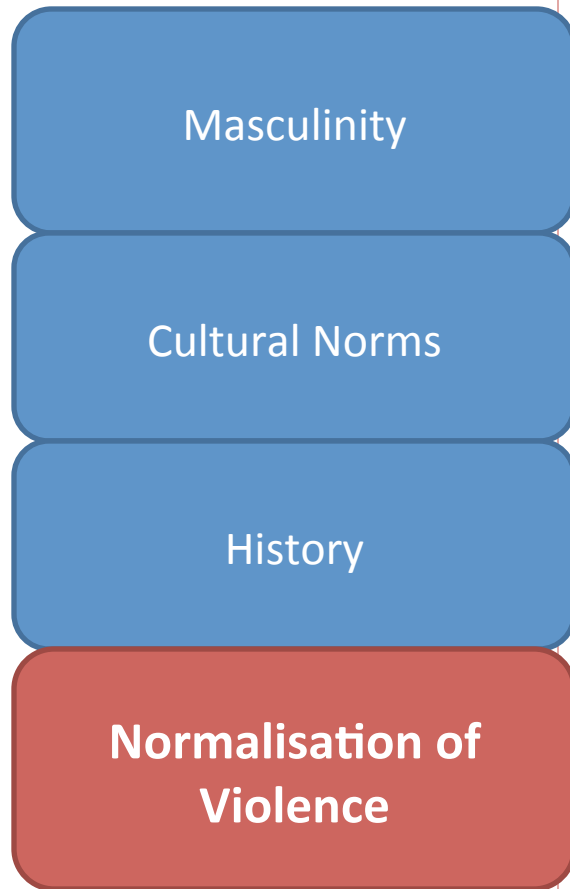 Masculinity
Cultural Norms
History
Normalisation of
Violence